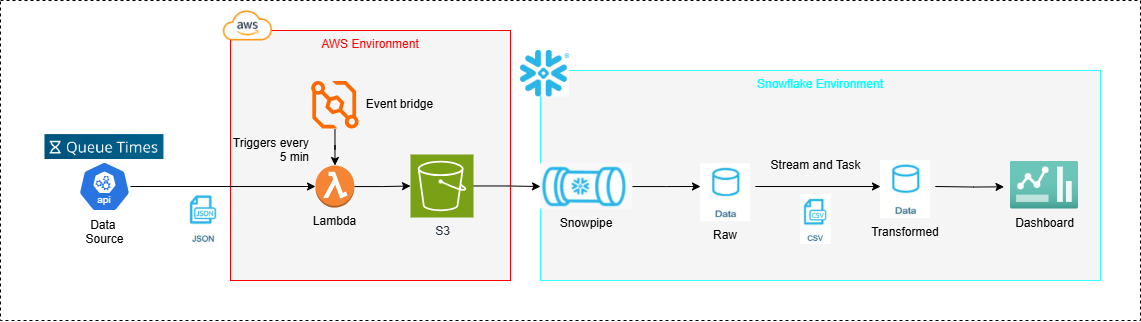 aws
AWS Environment
Snowflake Environment
Event bridge
Triggers every
5 min
Queue Times
api
Data
Source
JSON
JSON
Lambda
S3
Snowpipe
Data
Raw
Stream and Task
CSV
CSV
Data
Transformed
Dashboard